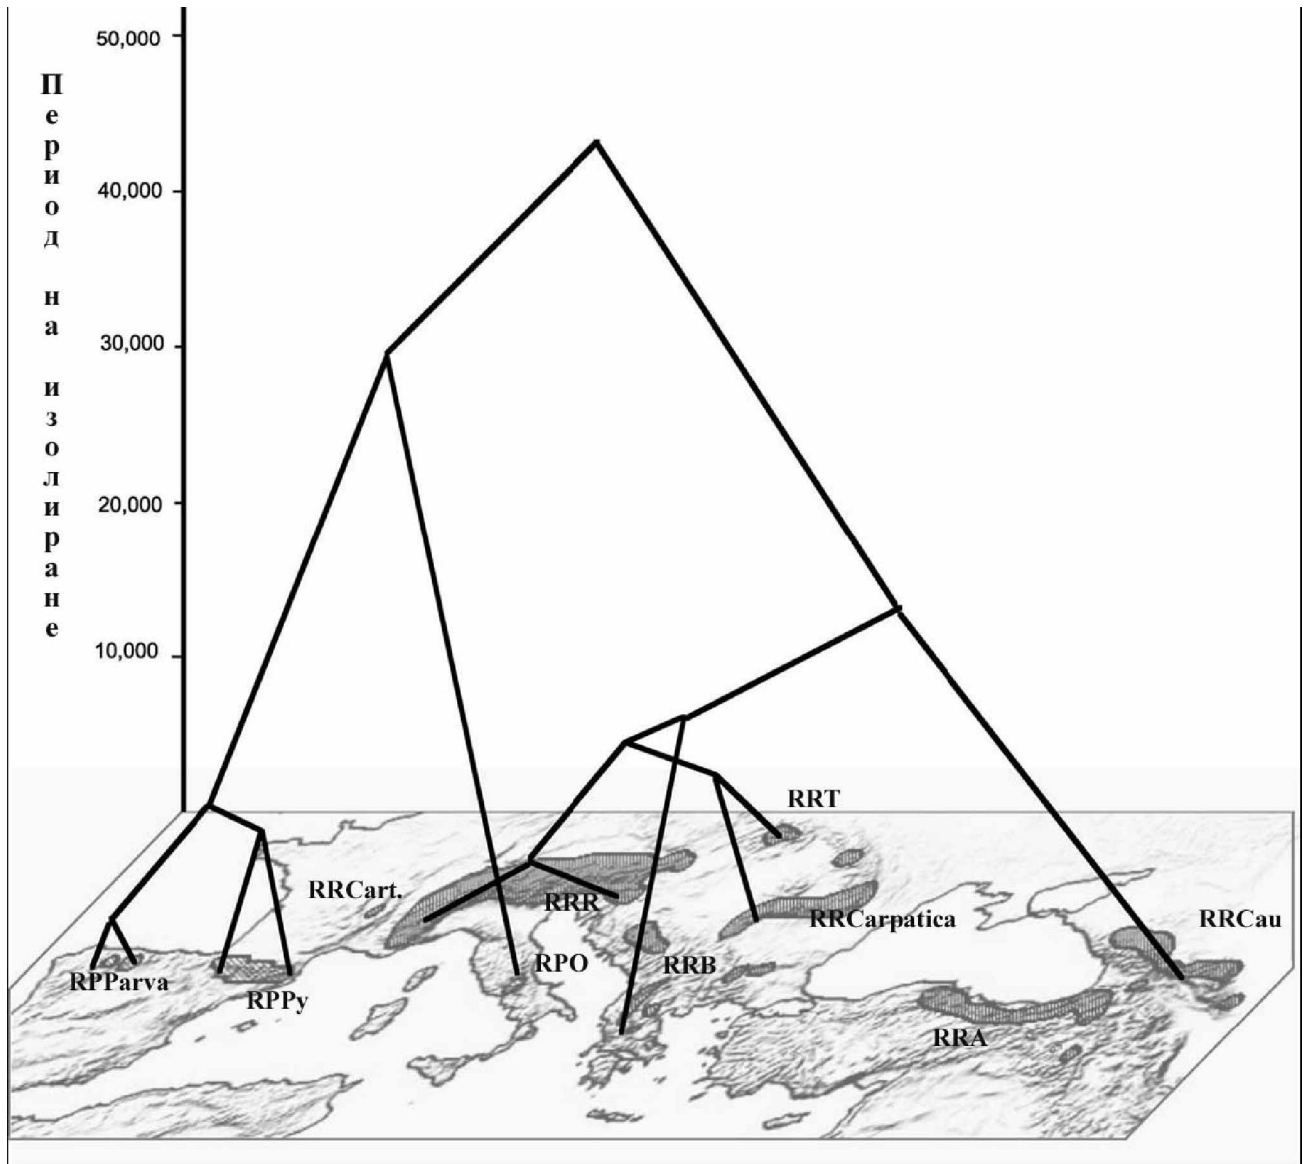 50,000
40,000
30,000
20,000
10,000
Период на изолиране
RRT
RRCart.
RRR
RRCarpatica
RRCau
RPO
RRB
RPParva
RPPy
RRA